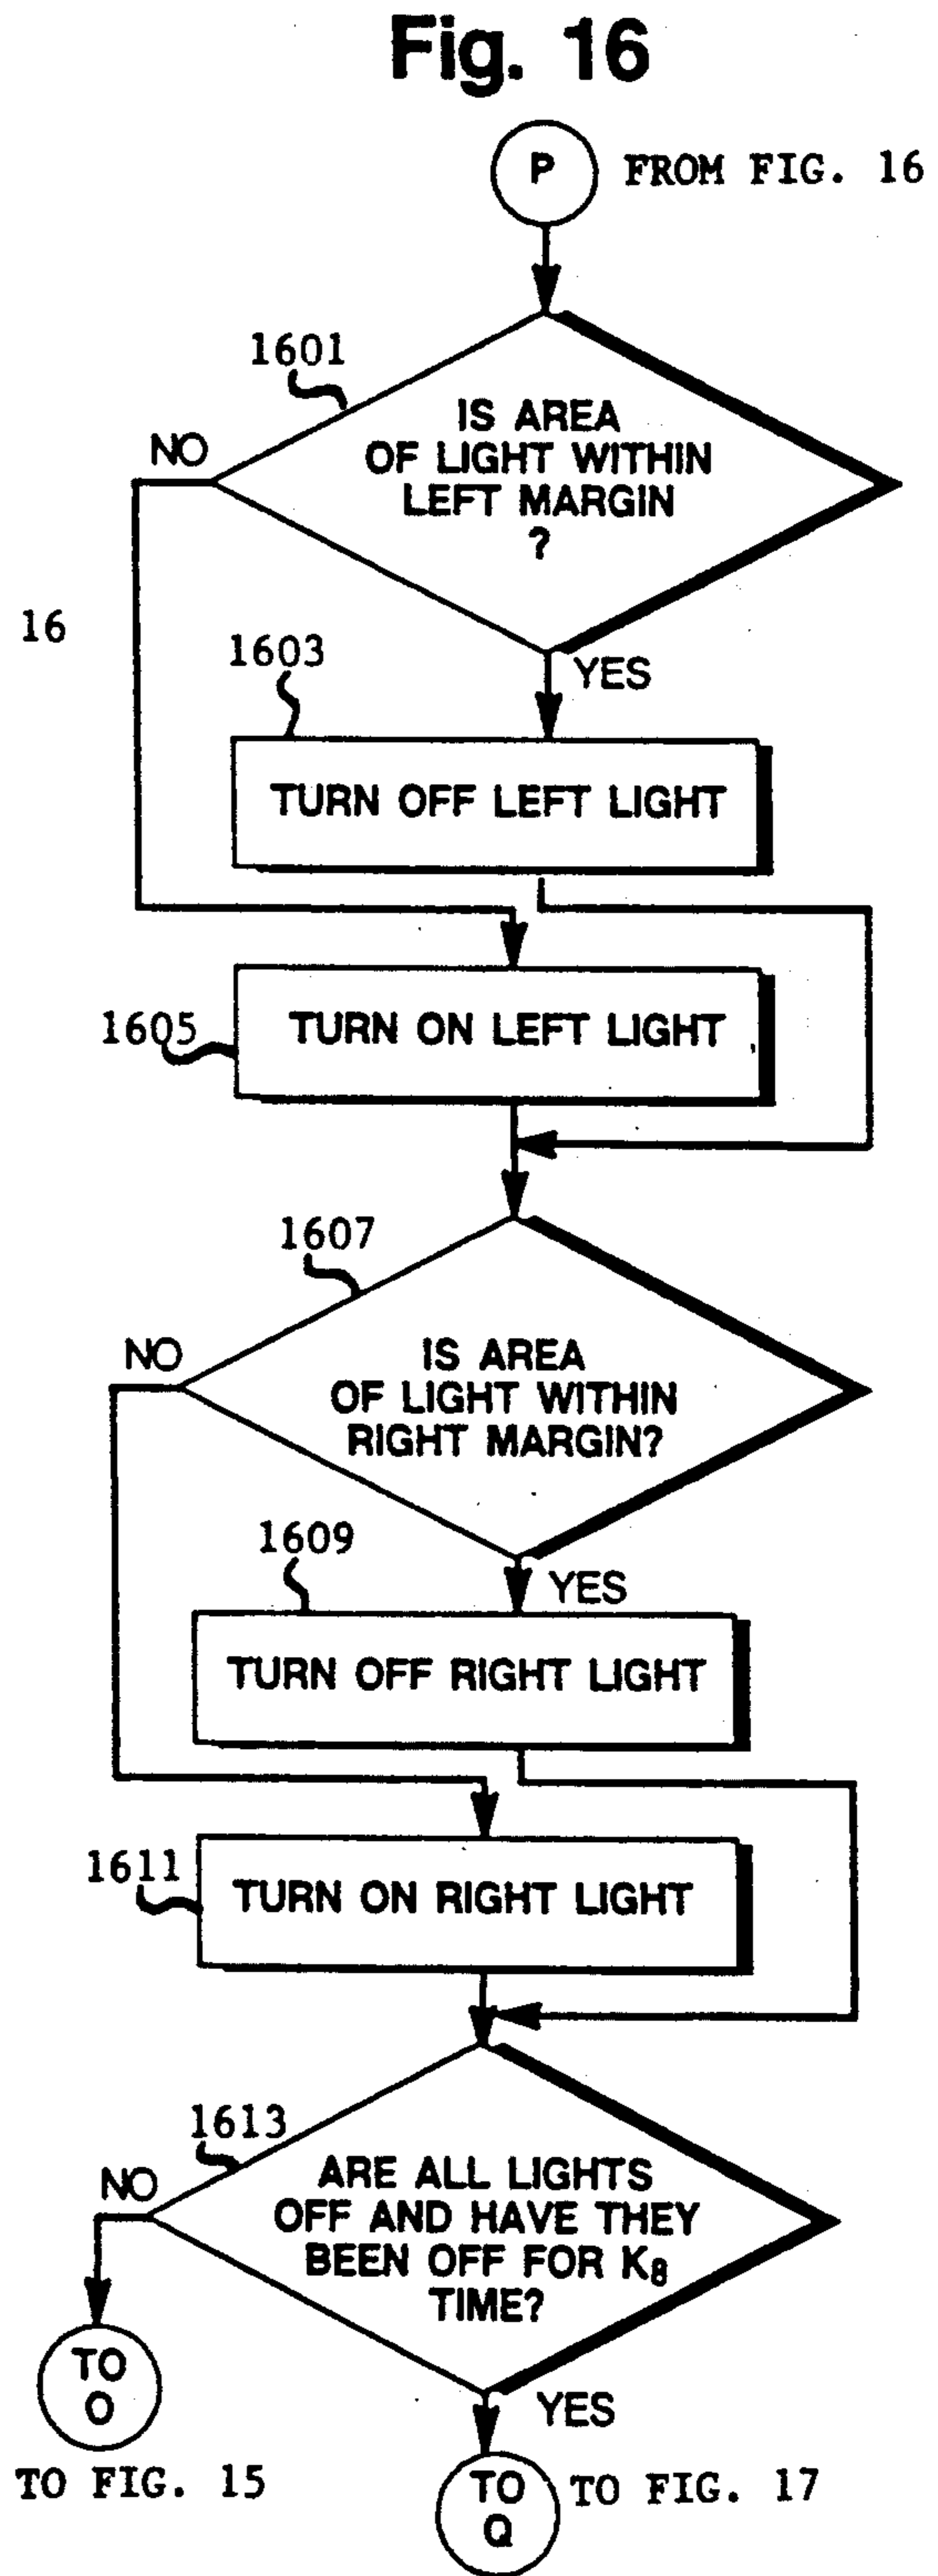 Fig. 16
P FROM FIG. 16
1601
IS AREA
OF LIGHT WITHIN
LEFT MARGIN
?
NO
16
1603
YES
TURN OFF LEFT LIGHT
1605
TURN ON LEFT LIGHT
1607
NO
IS AREA
OF LIGHT WITHIN
RIGHT MARGIN?
1609
YES
TURN OFF RIGHT LIGHT
1611
TURN ON RIGHT LIGHT
1613
NO
ARE ALL LIGHTS
OFF AND HAVE THEY
BEEN OFF FOR K8
TIME?
TO
O
YES
TO FIG. 15
TO
Q
TO FIG. 17